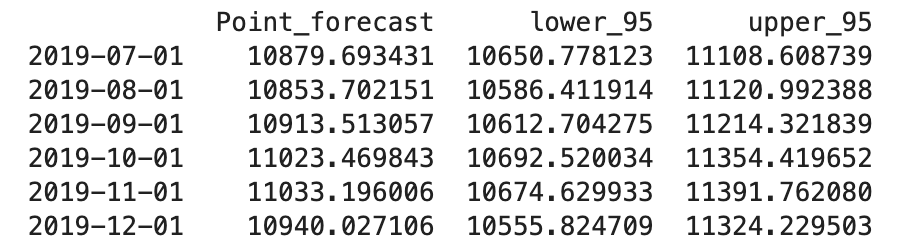 Point_forecast lower_95 upper_95
2019-07-01 10879.693431 10650.778123 11108.608739
2019-08-01 10853.702151 10586.411914 11120.992388
2019-09-01 10913.513057 10612.704275 11214.321839
2019-10-01 11023.469843 10692.520034 11354.419652
2019-11-01 11033.196006 10674.629933 11391.762080
2019-12-01 10940.027106 10555.824709 11324.229503